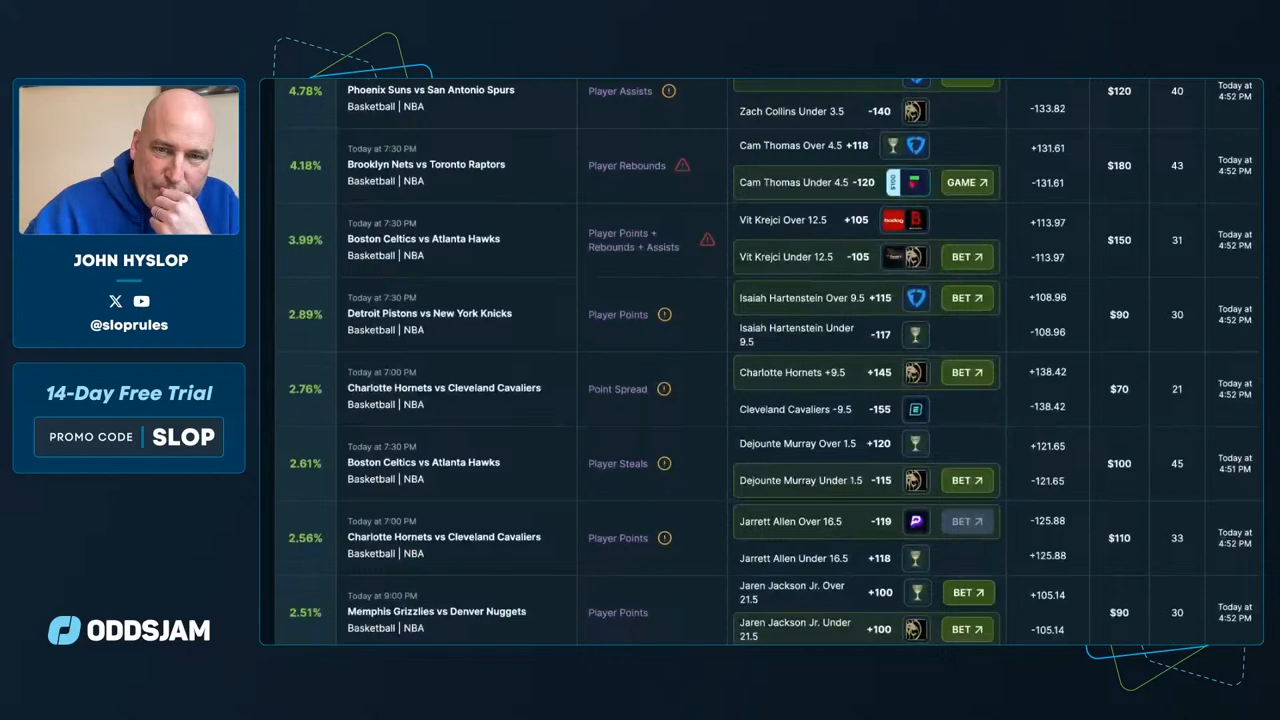 JOHN HYSLOP
@sloprules
14-Day Free Trial
PROMO CODE | SLOP
ODDSJAM
4.78%
Phoenix Suns vs San Antonio Spurs
Basketball | NBA
Player Assists
Zach Collins Under 3.5 -140
-133.82
$120
40
Today at
4:52 PM
4.18%
Today at 7:30 PM
Brooklyn Nets vs Toronto Raptors
Basketball | NBA
Player Rebounds
Cam Thomas Over 4.5 +118
Cam Thomas Under 4.5 -120
$100
GAME
+131.61
-131.61
$180
43
Today at
4:52 PM
3.99%
Today at 7:30 PM
Boston Celtics vs Atlanta Hawks
Basketball | NBA
Player Points +
Rebounds + Assists
Vit Krejci Over 12.5 +105
bodog
Vit Krejci Under 12.5 -105
BET
+113.97
-113.97
$150
31
Today at
4:52 PM
2.89%
Today at 7:30 PM
Detroit Pistons vs New York Knicks
Basketball | NBA
Player Points
Isaiah Hartenstein Over 9.5 +115
BET
Isaiah Hartenstein Under
9.5
-117
+108.96
-108.96
$90
30
Today at
4:52 PM
2.76%
Today at 7:00 PM
Charlotte Hornets vs Cleveland Cavaliers
Basketball | NBA
Point Spread
Charlotte Hornets +9.5 +145
BET
Cleveland Cavaliers -9.5 -155
+138.42
-138.42
$70
21
Today at
4:52 PM
2.61%
Today at 7:30 PM
Boston Celtics vs Atlanta Hawks
Basketball | NBA
Player Steals
Dejounte Murray Over 1.5 +120
Dejounte Murray Under 1.5 -115
BET
+121.65
-121.65
$100
45
Today at
4:51 PM
2.56%
Today at 7:00 PM
Charlotte Hornets vs Cleveland Cavaliers
Basketball | NBA
Player Points
Jarrett Allen Over 16.5 -119
BET
Jarrett Allen Under 16.5 +118
-125.88
+125.88
$110
33
Today at
4:52 PM
2.51%
Today at 9:00 PM
Memphis Grizzlies vs Denver Nuggets
Basketball | NBA
Player Points
Jaren Jackson Jr. Over
21.5
+100
BET
Jaren Jackson Jr. Under
21.5
+100
BET
+105.14
-105.14
$90
30
Today at
4:52 PM